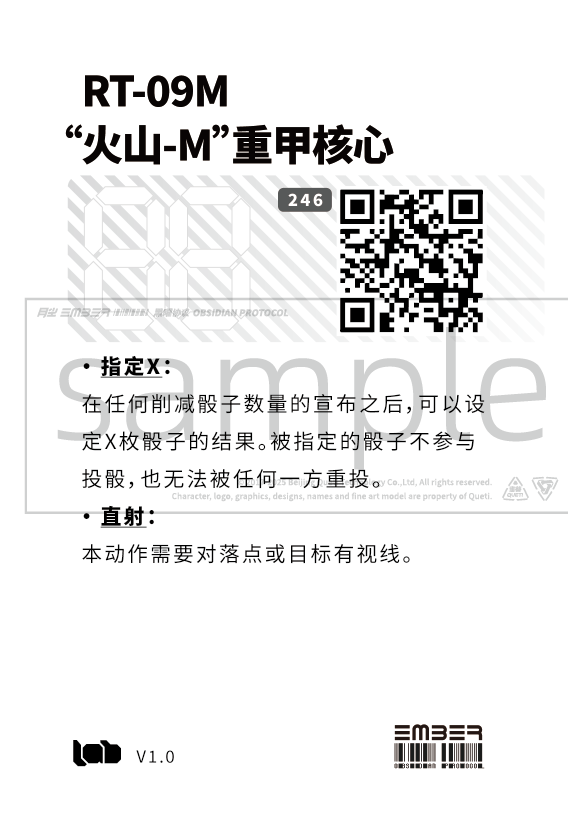 RT-09M
“火山-M”重甲核心
246
EMBER
OBSIDIAN PROTOCOL
sample
• 指定X：
在任何削减骰子数量的宣布之后，可以设
定X枚骰子的结果。被指定的骰子不参与
投骰，也无法被任何一方重投。
Co.,Ltd, All rights reserved.
Character, logo, graphics, designs, names and fine art model are property of Queti.
QUETI
• 直射：
本动作需要对落点或目标有视线。
lab
V1.0
EMBER